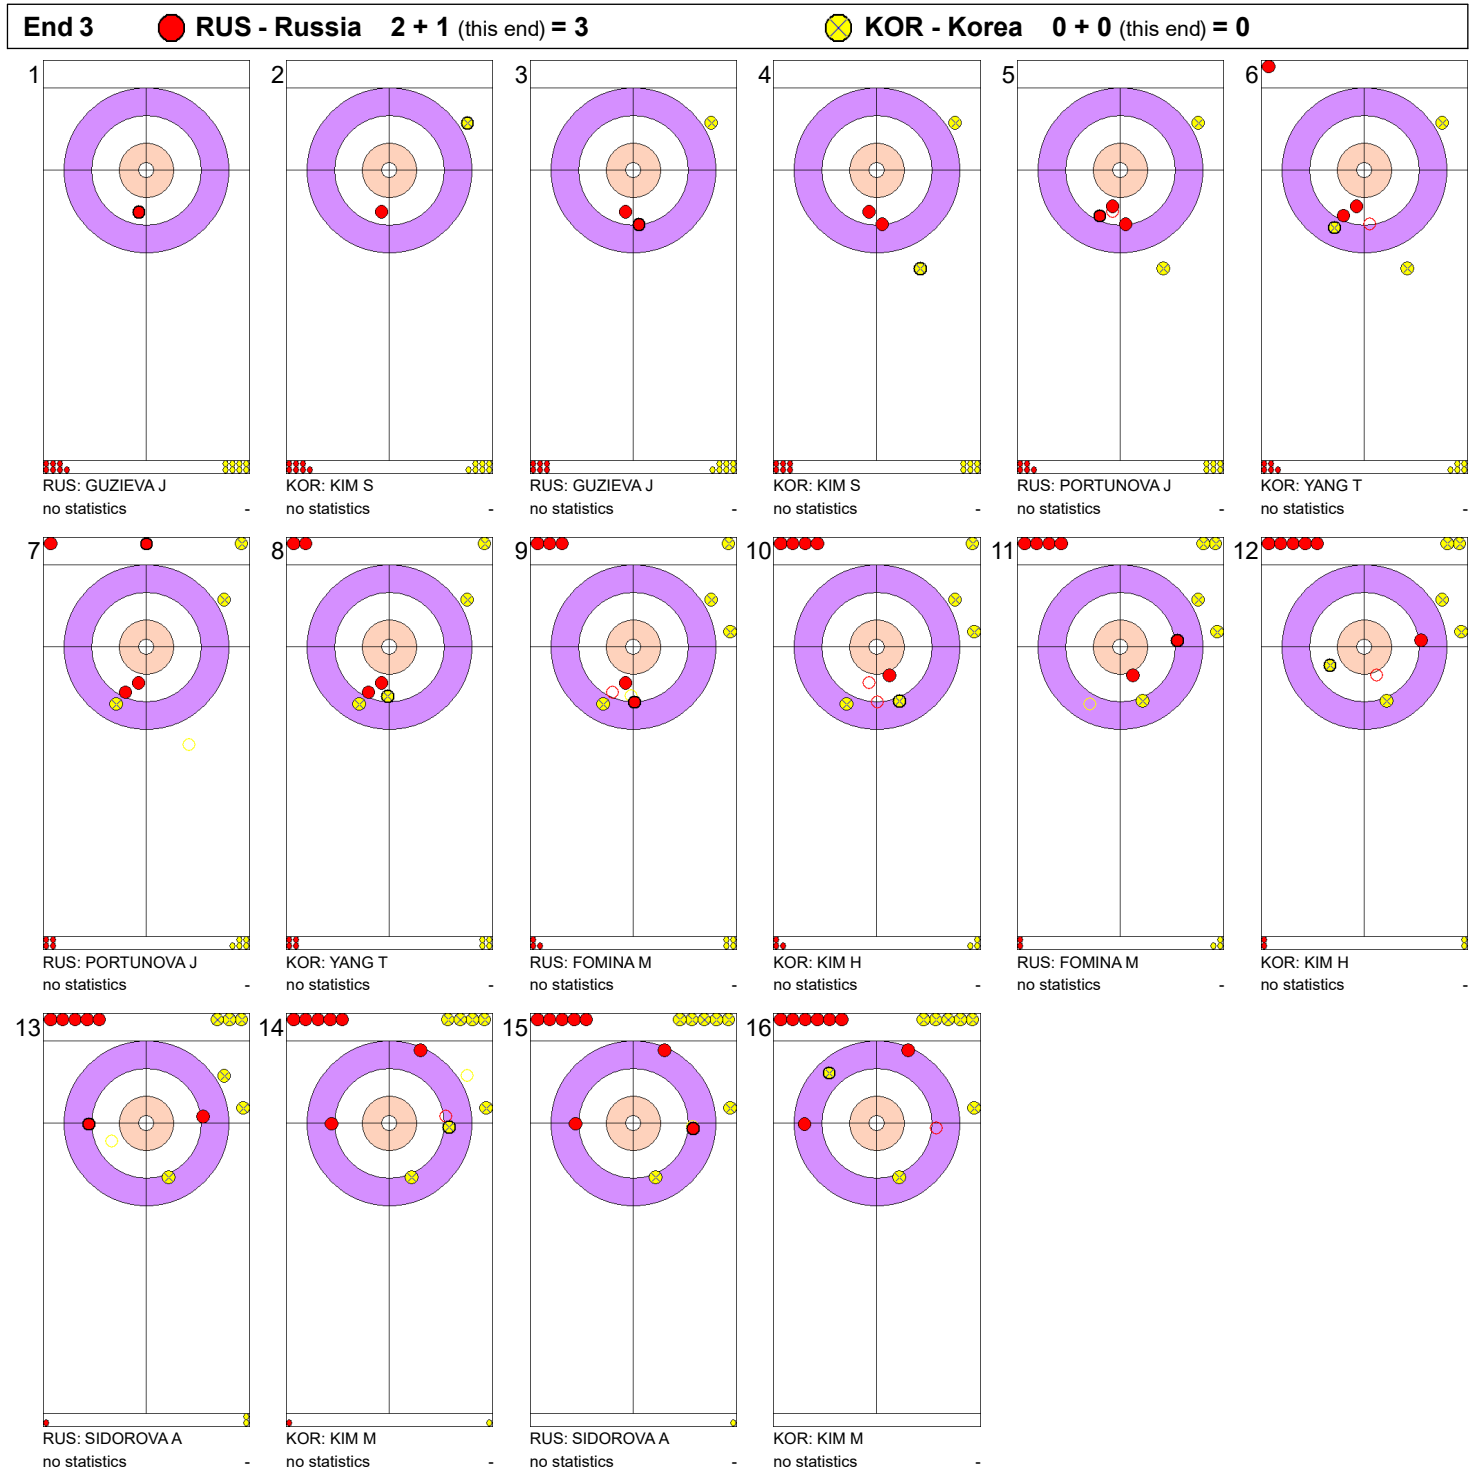 End 3 RUS - Russia 2 + 1 (this end) = 3 KOR - Korea 0 + 0 (this end) = 0
1 2 3 4 5 6
RUS: GUZIEVA J KOR: KIM S RUS: GUZIEVA J KOR: KIM S RUS: PORTUNOVA J KOR: YANG T
no statistics - no statistics - no statistics - no statistics - no statistics - no statistics -
7 8 9 10 11 12
RUS: PORTUNOVA J KOR: YANG T RUS: FOMINA M KOR: KIM H RUS: FOMINA M KOR: KIM H
no statistics - no statistics - no statistics - no statistics - no statistics - no statistics -
13 14 15 16
RUS: SIDOROVA A KOR: KIM M RUS: SIDOROVA A KOR: KIM M
no statistics - no statistics - no statistics - no statistics -